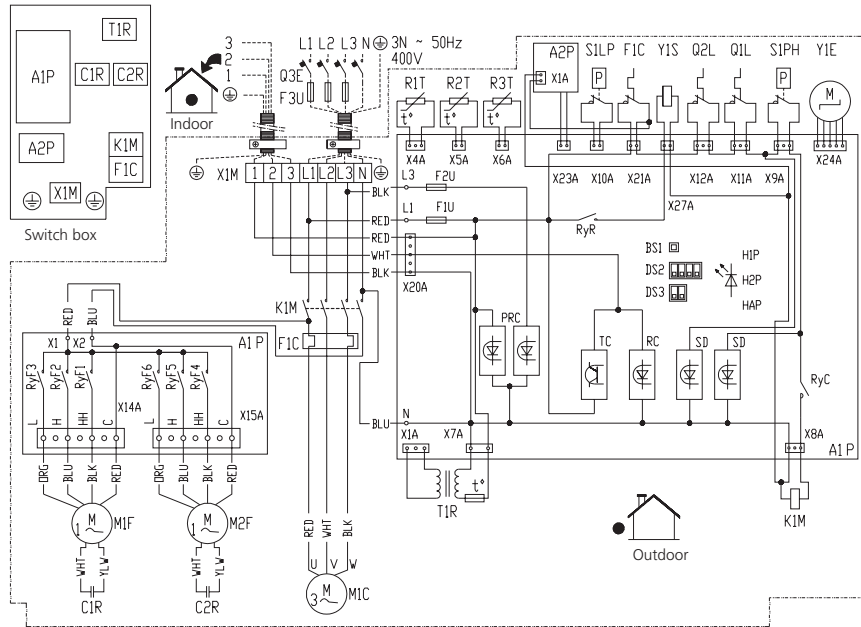 T1R
A1P
C1R
C2R
A2P
K1M
F1C
X1M
Switch box
3
2
1
Indoor
L1 L2 L3 N 3N ~ 50Hz
400V
Q3E
F3U
X1M
1 2 3 L1 L2 L3 N
R1T R2T R3T
t° t° t°
X4A X5A X6A
A2P
X1A
S1LP F1C Y1S Q2L Q1L S1PH Y1E
P P M
X23A X10A X21A X12A X11A X9A X24A
X27A
BLK L3 F2U
RED L1 F1U
RED
WHT
BLK
X20A
RyR
BS1
DS2
DS3
H1P
H2P
HAP
PRC
TC
RC
SD
SD
RyC
K1M
F1C
RED
BLU
X1 X2
A1P
RyF3
RyF2
RyF1
X14A
RyF6
RyF5
RyF4
X15A
L
H
HH
C
L
H
HH
C
ORG
BLU
BLK
RED
ORG
BLU
BLK
RED
M
1
M1F
M
1
M2F
WHT
YLW
WHT
YLW
C1R
C2R
BLU N
X1A X7A
T1R
t°
X8A
A1P
K1M
RED
WHT
BLK
U V W
M
3
M1C
Outdoor